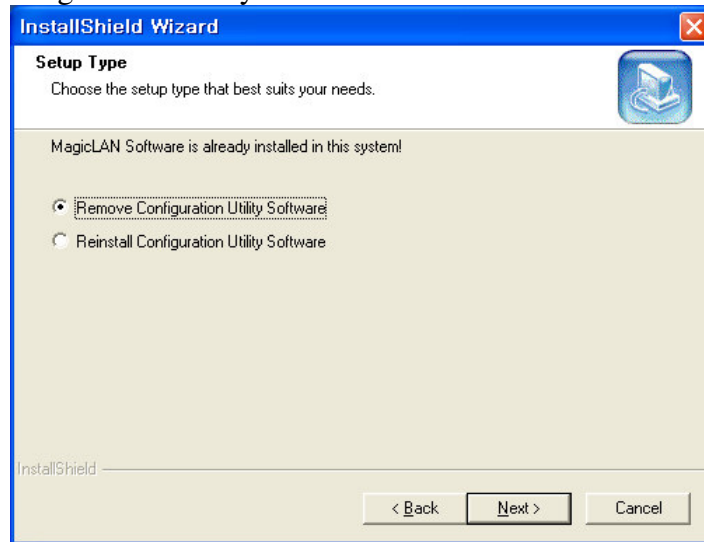 InstallShield Wizard
Setup Type
Choose the setup type that best suits your needs.
MagicLAN Software is already installed in this system!
Remove Configuration Utility Software
Reinstall Configuration Utility Software
InstallShield
< Back Next > Cancel